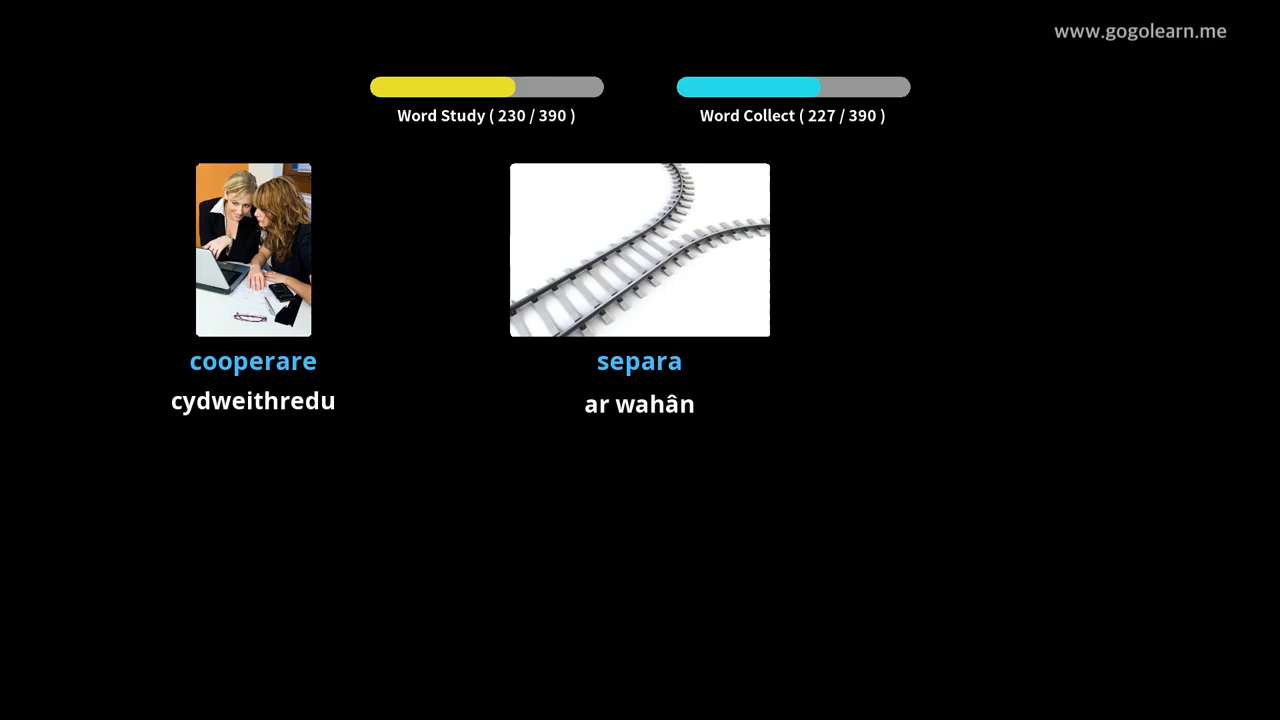 www.gogolearn.me
Word Study ( 230 / 390 )
Word Collect ( 227 / 390 )
cooperare
cydweithredu
separa
ar wahân